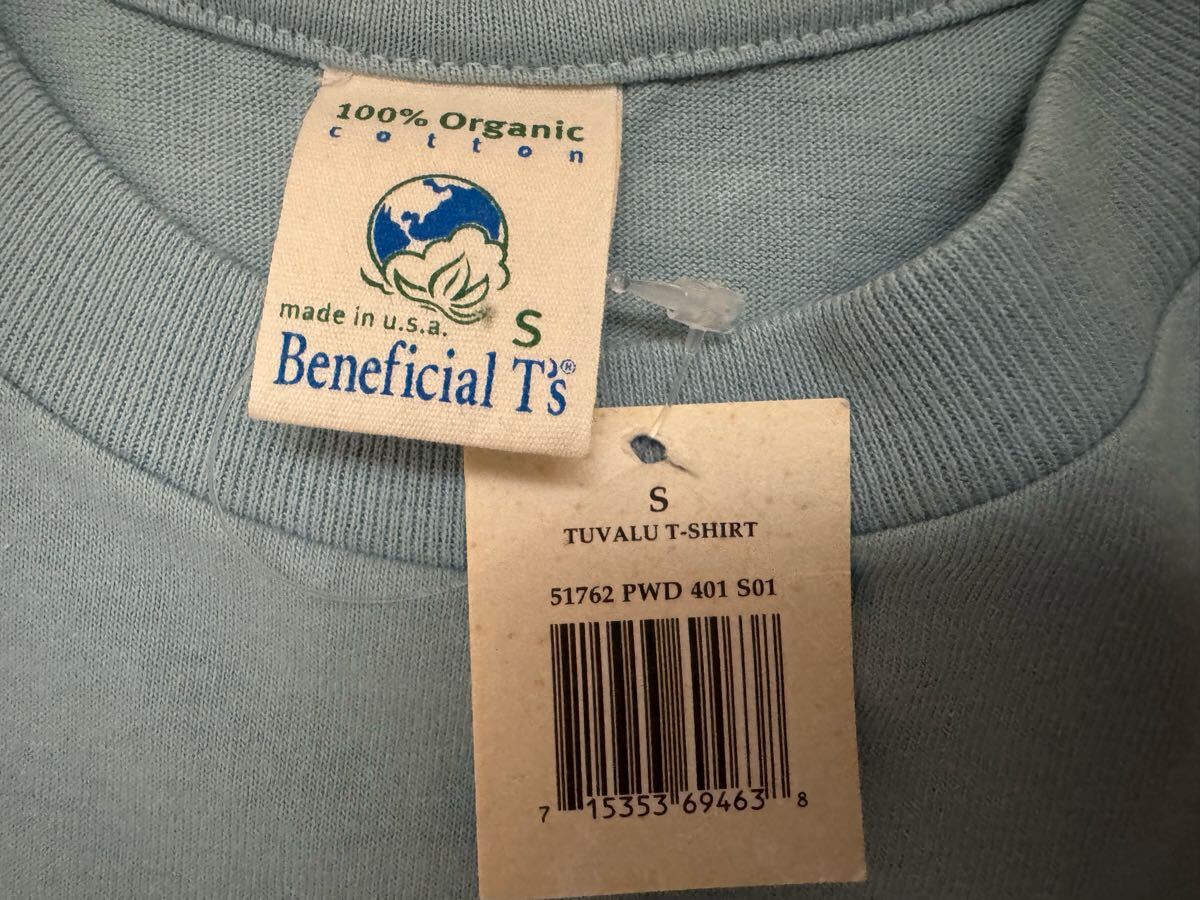 100% Organic
cotton
made in u.s.a.
S
Beneficial T's®
S
TUVALU T-SHIRT
51762 PWD 401 S01
7 15353 69463 8